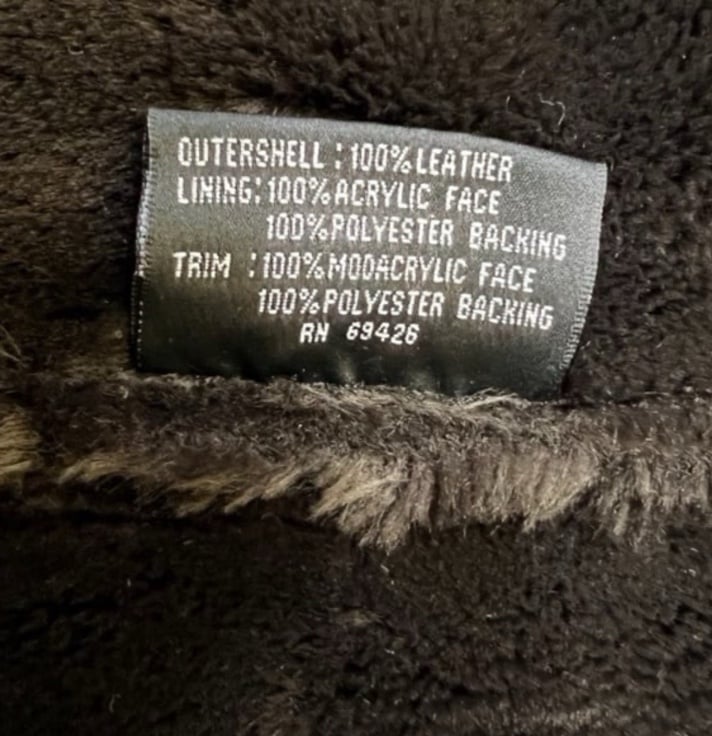 OUTERSHELL : 100% LEATHER
LINING: 100% ACRYLIC FACE
100% POLYESTER BACKING
TRIM : 100% MODACRYLIC FACE
100% POLYESTER BACKING
RN 69426